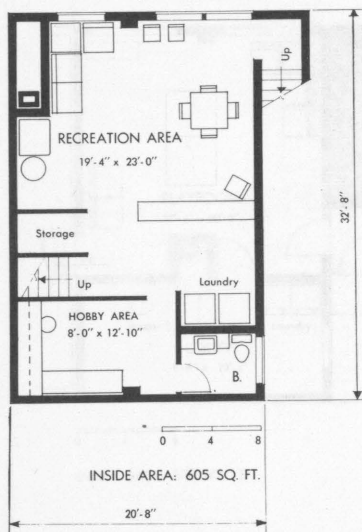 Up
RECREATION AREA
19'-4" x 23'-0"
32'-8"
Storage
Up
Laundry
HOBBY AREA
8'-0" x 12'-10"
B.
0 4 8
INSIDE AREA: 605 SQ. FT.
20'-8"